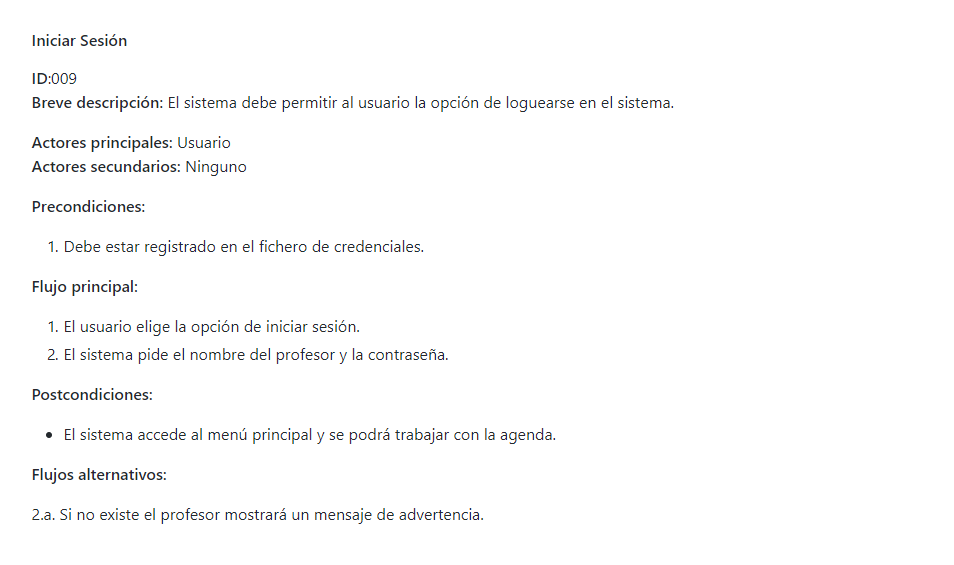 Iniciar Sesión
ID:009
Breve descripción: El sistema debe permitir al usuario la opción de loguearse en el sistema.
Actores principales: Usuario
Actores secundarios: Ninguno
Precondiciones:
1. Debe estar registrado en el fichero de credenciales.
Flujo principal:
1. El usuario elige la opción de iniciar sesión.
2. El sistema pide el nombre del profesor y la contraseña.
Postcondiciones:
• El sistema accede al menú principal y se podrá trabajar con la agenda.
Flujos alternativos:
2.a. Si no existe el profesor mostrará un mensaje de advertencia.